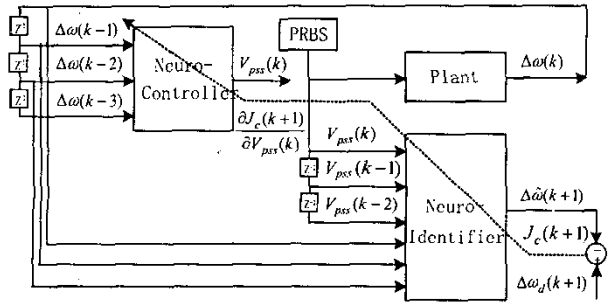 PRBS
z⁻¹
Δω(k−1)
Neuro-
Controller
V_pss(k)
Plant
Δω(k)
z⁻¹
Δω(k−2)
z⁻¹
Δω(k−3)
∂J_c(k+1)
∂V_pss(k)
V_pss(k)
z⁻¹
V_pss(k−1)
z⁻¹
V_pss(k−2)
Neuro-
Identifier
Δω̂(k+1)
J_c(k+1)
−
Δω_d(k+1)